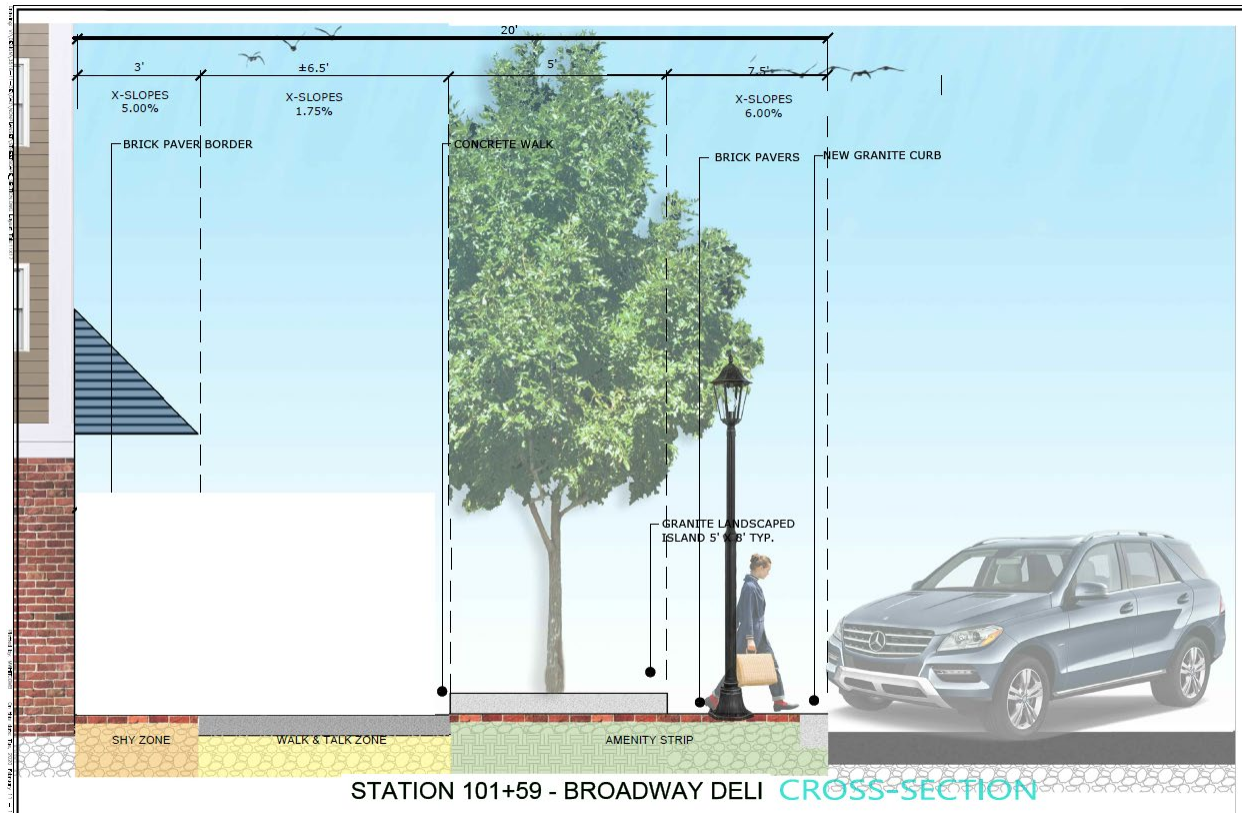 20'
3'
±6.5'
5'
7.5'
X-SLOPES
5.00%
X-SLOPES
1.75%
X-SLOPES
6.00%
BRICK PAVER BORDER
CONCRETE WALK
BRICK PAVERS
NEW GRANITE CURB
GRANITE LANDSCAPED
ISLAND 5' X 8' TYP.
SHY ZONE
WALK & TALK ZONE
AMENITY STRIP
STATION 101+59 - BROADWAY DELI CROSS-SECTION